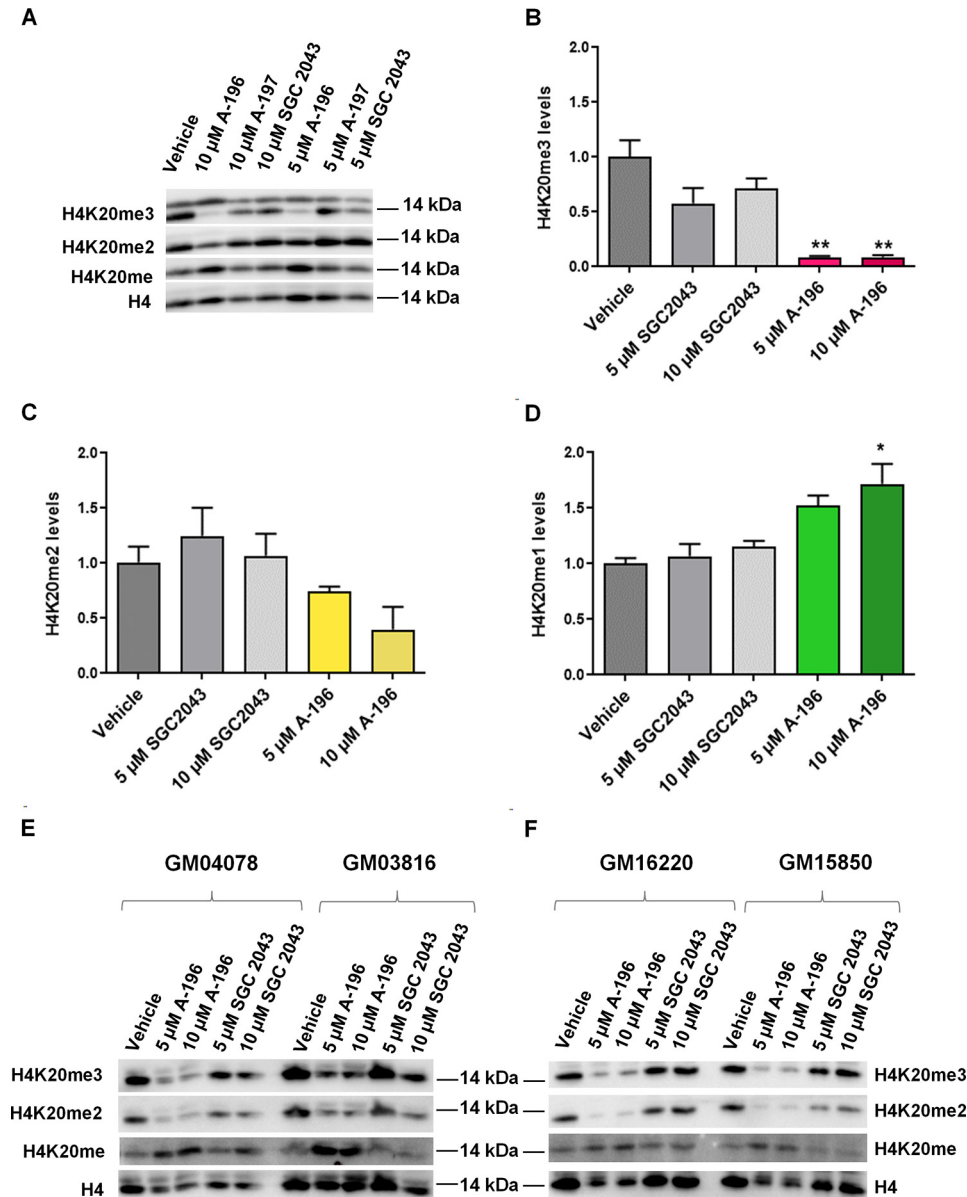 A
Vehicle
10 µM A-196
10 µM A-197
10 µM SGC 2043
5 µM A-196
5 µM A-197
5 µM SGC 2043
H4K20me3
14 kDa
H4K20me2
14 kDa
H4K20me
14 kDa
H4
14 kDa
B
H4K20me3 levels
2.0
1.5
1.0
0.5
0.0
**
**
Vehicle
5 µM SGC2043
10 µM SGC2043
5 µM A-196
10 µM A-196
C
H4K20me2 levels
2.0
1.5
1.0
0.5
0.0
Vehicle
5 µM SGC2043
10 µM SGC2043
5 µM A-196
10 µM A-196
D
H4K20me1 levels
2.0
1.5
1.0
0.5
0.0
*
Vehicle
5 µM SGC2043
10 µM SGC2043
5 µM A-196
10 µM A-196
E
GM04078
GM03816
Vehicle
5 µM A-196
10 µM A-196
5 µM SGC 2043
10 µM SGC 2043
Vehicle
5 µM A-196
10 µM A-196
5 µM SGC 2043
10 µM SGC 2043
H4K20me3
14 kDa
H4K20me2
14 kDa
H4K20me
14 kDa
H4
14 kDa
F
GM16220
GM15850
Vehicle
5 µM A-196
10 µM A-196
5 µM SGC 2043
10 µM SGC 2043
Vehicle
5 µM A-196
10 µM A-196
5 µM SGC 2043
10 µM SGC 2043
H4K20me3
H4K20me2
H4K20me
H4